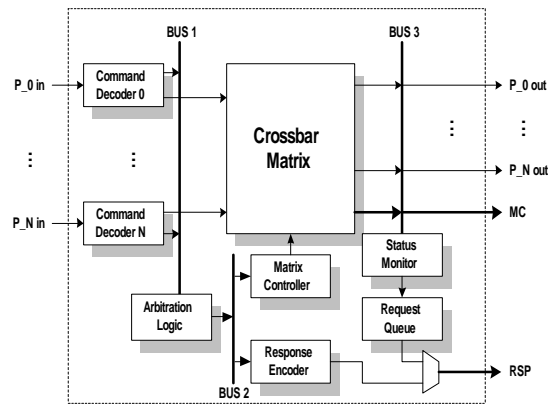 BUS 1
BUS 3
P_0 in
Command
Decoder 0
P_0 out
Crossbar
Matrix
...
...
...
...
P_N in
Command
Decoder N
P_N out
MC
Status
Monitor
Matrix
Controller
Arbitration
Logic
Request
Queue
Response
Encoder
RSP
BUS 2